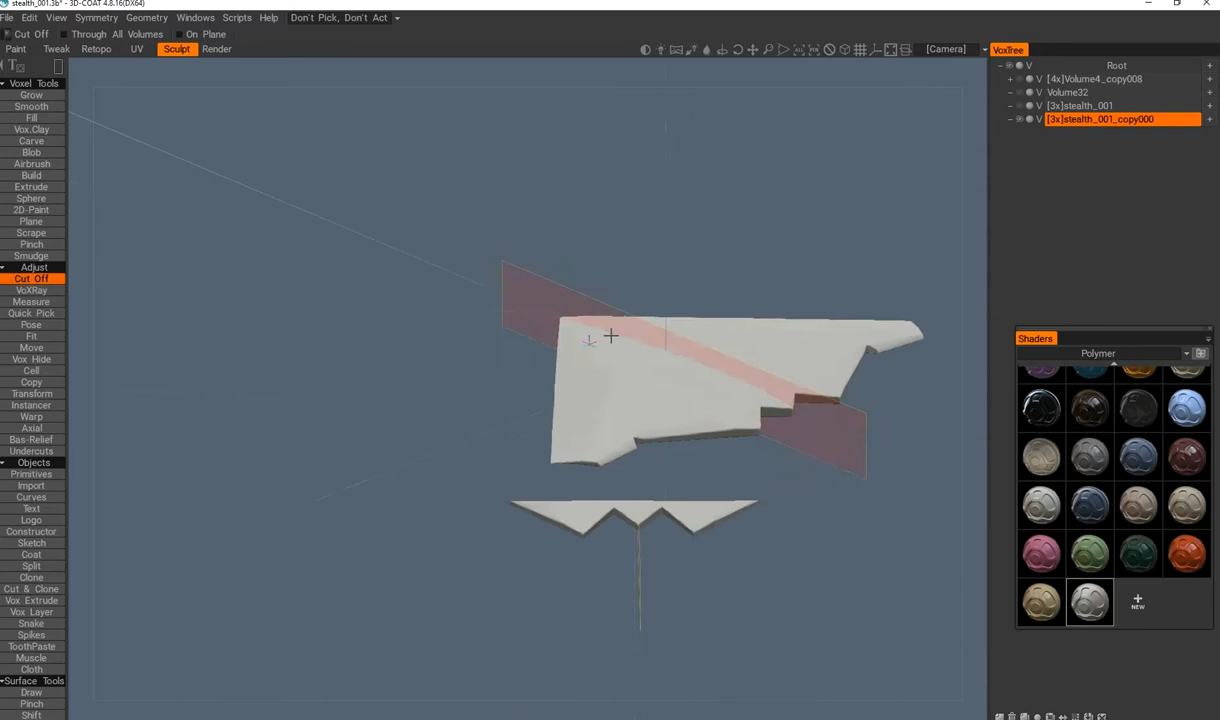 stealth_001.3b* - 3D-COAT 4.8.16(DX64)
File Edit View Symmetry Geometry Windows Scripts Help Don't Pick, Don't Act
Cut Off Through All Volumes On Plane
Paint Tweak Retopo UV Sculpt Render [Camera] VoxTree
Root
[4x]Volume4_copy008
Volume32
[3x]stealth_001
[3x]stealth_001_copy000
Voxel Tools
Grow
Smooth
Fill
Vox.Clay
Carve
Blob
Airbrush
Build
Extrude
Sphere
2D-Paint
Plane
Scrape
Pinch
Smudge
Adjust
Cut Off
VoXRay
Measure
Quick Pick
Pose
Fit
Move
Vox Hide
Cell
Copy
Transform
Instancer
Warp
Axial
Bas-Relief
Undercuts
Objects
Primitives
Import
Curves
Text
Logo
Constructor
Sketch
Coat
Split
Clone
Cut & Clone
Vox Extrude
Vox Layer
Snake
Spikes
ToothPaste
Muscle
Cloth
Surface Tools
Draw
Pinch
Shift
Shaders
Polymer
NEW